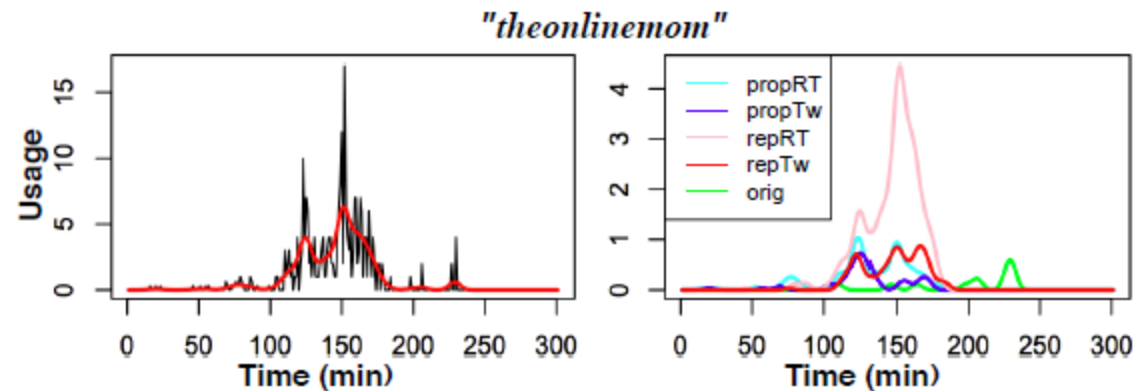 "theonlinemom"
Usage
15
10
5
0
0 50 100 150 200 250 300
Time (min)
4
3
2
1
0
propRT
propTw
repRT
repTw
orig
0 50 100 150 200 250 300
Time (min)